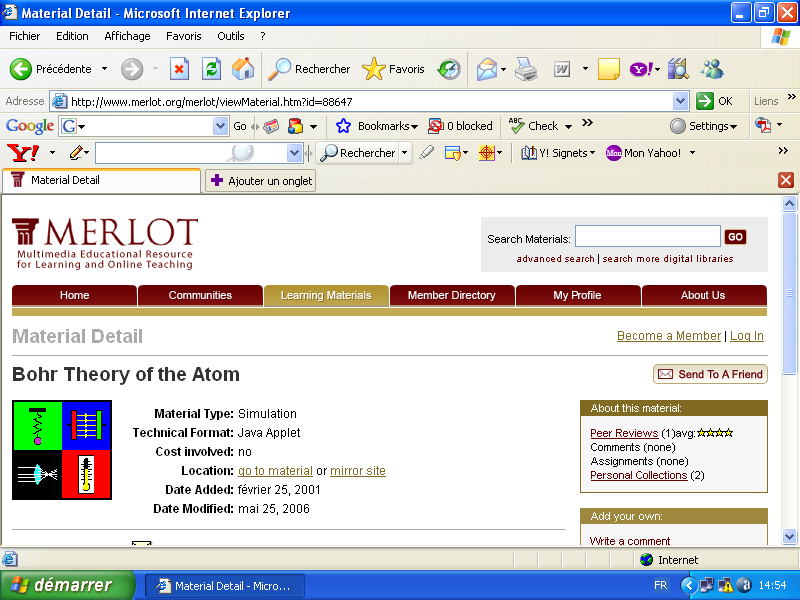 Material Detail - Microsoft Internet Explorer
Fichier Edition Affichage Favoris Outils ?
Précédente Rechercher Favoris
Adresse http://www.merlot.org/merlot/viewMaterial.htm?id=88647 OK Liens »
Google G Go Bookmarks 0 blocked ABC Check » Settings
Y! Rechercher Y! Signets Mon Mon Yahoo! »
Material Detail Ajouter un onglet
MERLOT
Multimedia Educational Resource
for Learning and Online Teaching
Search Materials: GO
advanced search | search more digital libraries
Home Communities Learning Materials Member Directory My Profile About Us
Material Detail Become a Member | Log In
Bohr Theory of the Atom Send To A Friend
Material Type: Simulation
Technical Format: Java Applet
Cost involved: no
Location: go to material or mirror site
Date Added: février 25, 2001
Date Modified: mai 25, 2006
About this material:
Peer Reviews (1)avg:
Comments (none)
Assignments (none)
Personal Collections (2)
Add your own:
Write a comment
Internet
démarrer Material Detail - Micro... FR 14:54